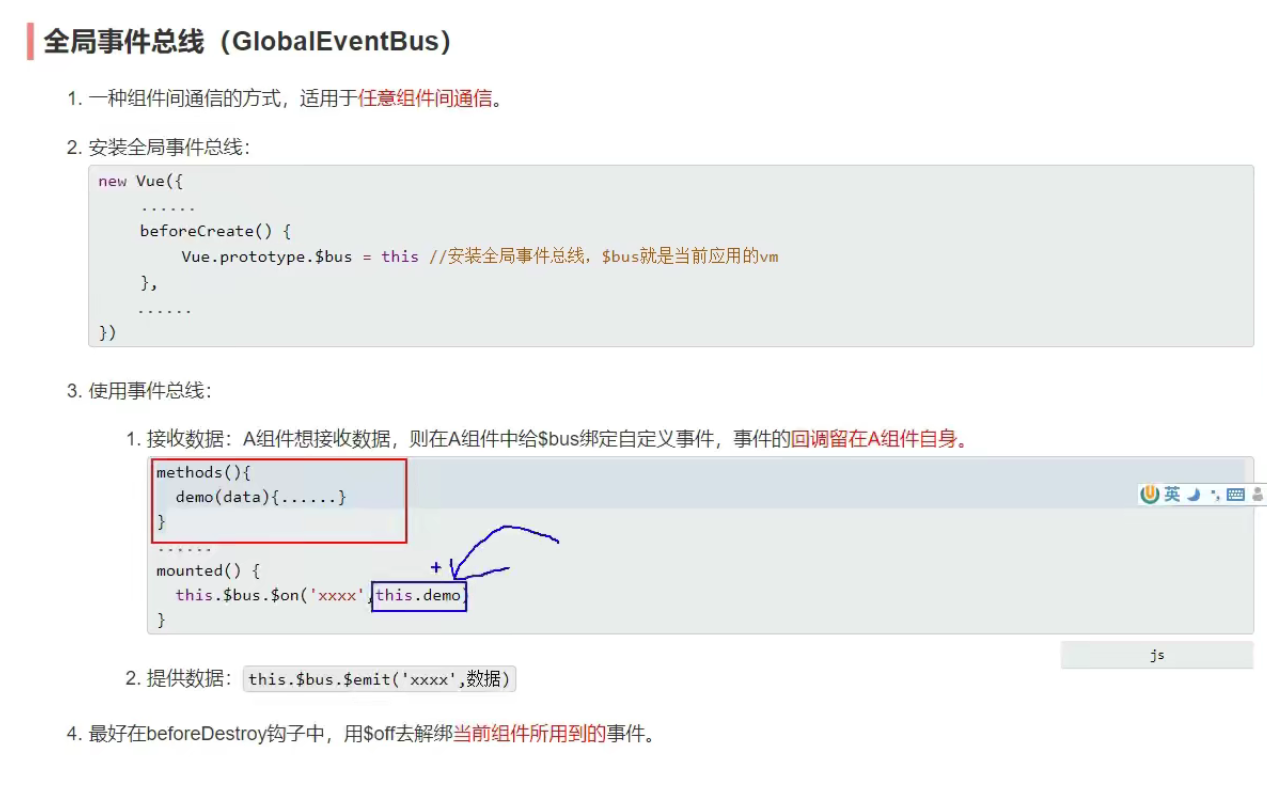 全局事件总线（GlobalEventBus）
1. 一种组件间通信的方式，适用于任意组件间通信。
2. 安装全局事件总线：
new Vue({
......
beforeCreate() {
Vue.prototype.$bus = this //安装全局事件总线，$bus就是当前应用的vm
},
......
})
3. 使用事件总线：
1. 接收数据：A组件想接收数据，则在A组件中给$bus绑定自定义事件，事件的回调留在A组件自身。
methods(){
demo(data){......}
}
......
mounted() {
this.$bus.$on('xxxx',this.demo)
}
英
js
2. 提供数据：this.$bus.$emit('xxxx',数据)
4. 最好在beforeDestroy钩子中，用$off去解绑当前组件所用到的事件。